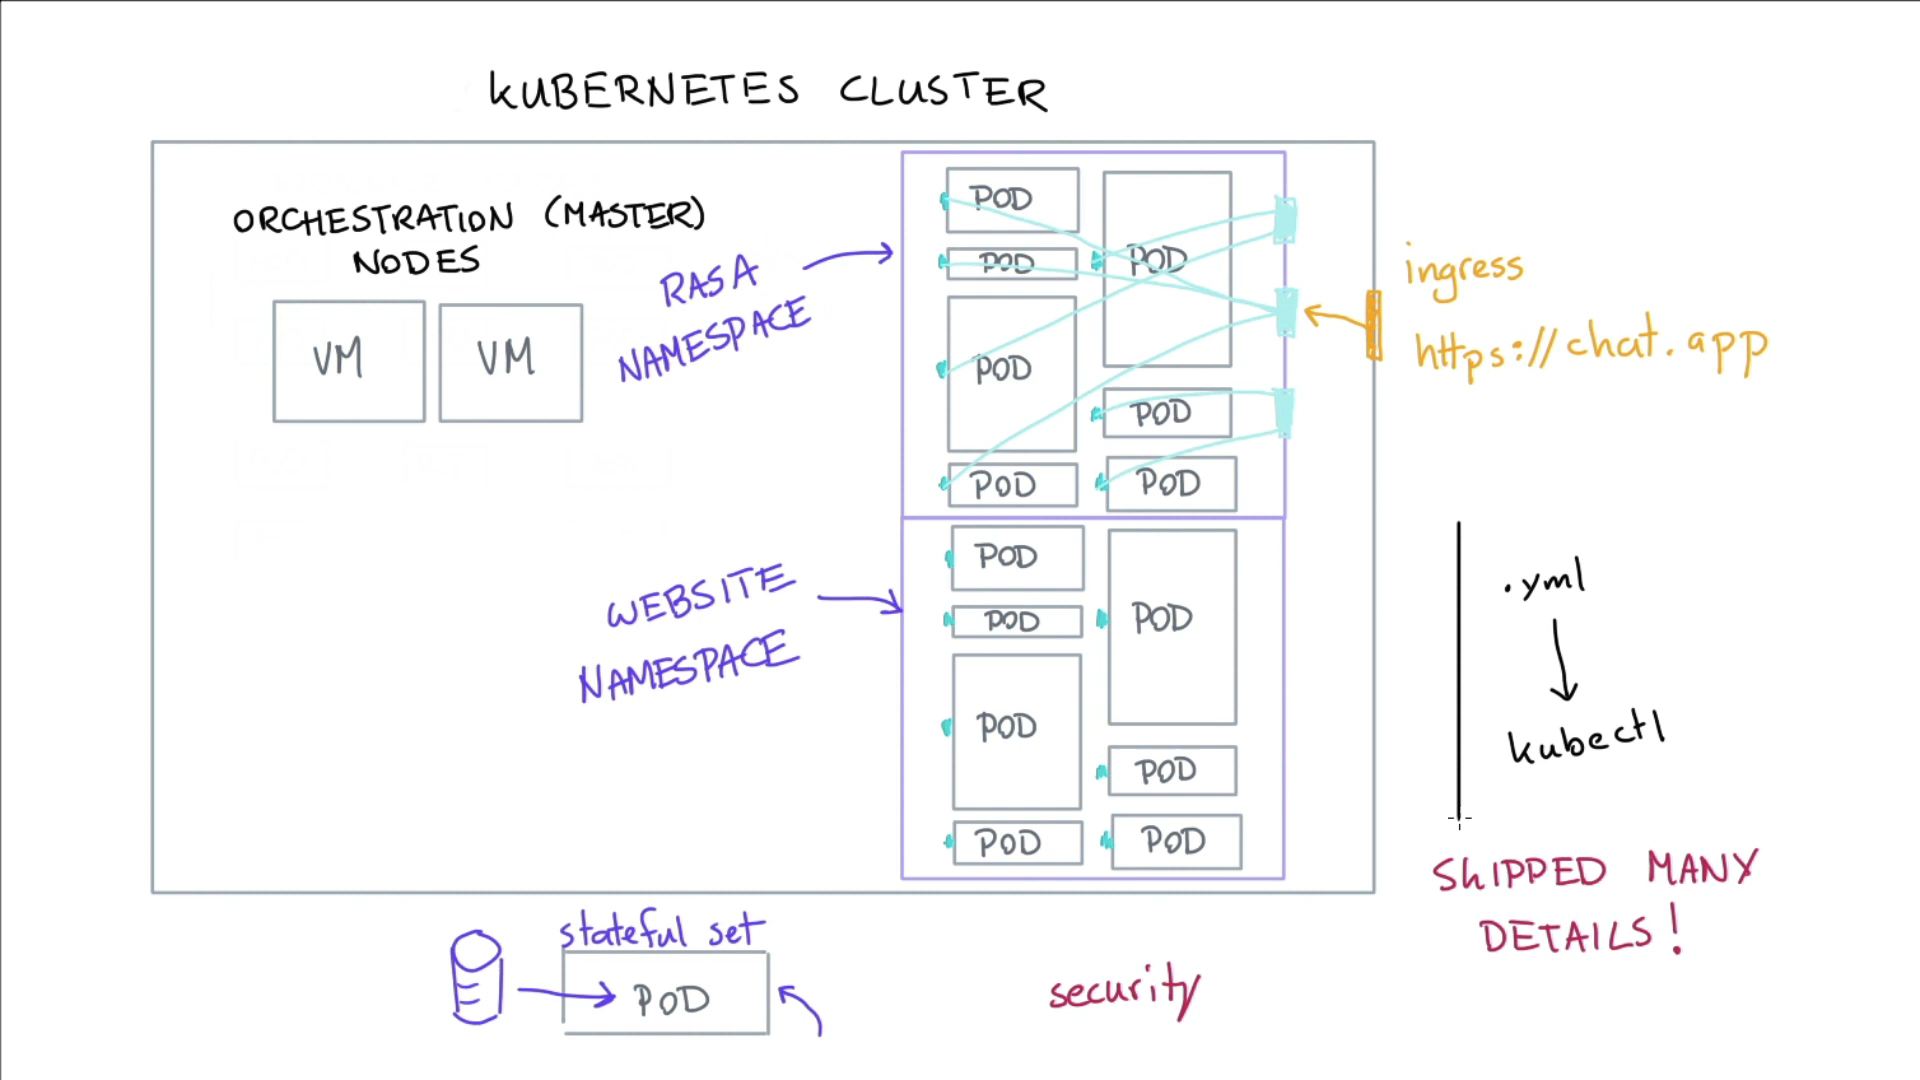 kUBERNETES CLUSTER
ORCHESTRATION (MASTER)
NODES
VM VM
RASA
NAMESPACE
POD
POD
POD
POD
POD
POD
POD
ingress
https://chat.app
WEBSITE
NAMESPACE
POD
POD
POD
POD
POD
POD
POD
.yml
kubectl
SHIPPED MANY
DETAILS!
stateful set
POD
security